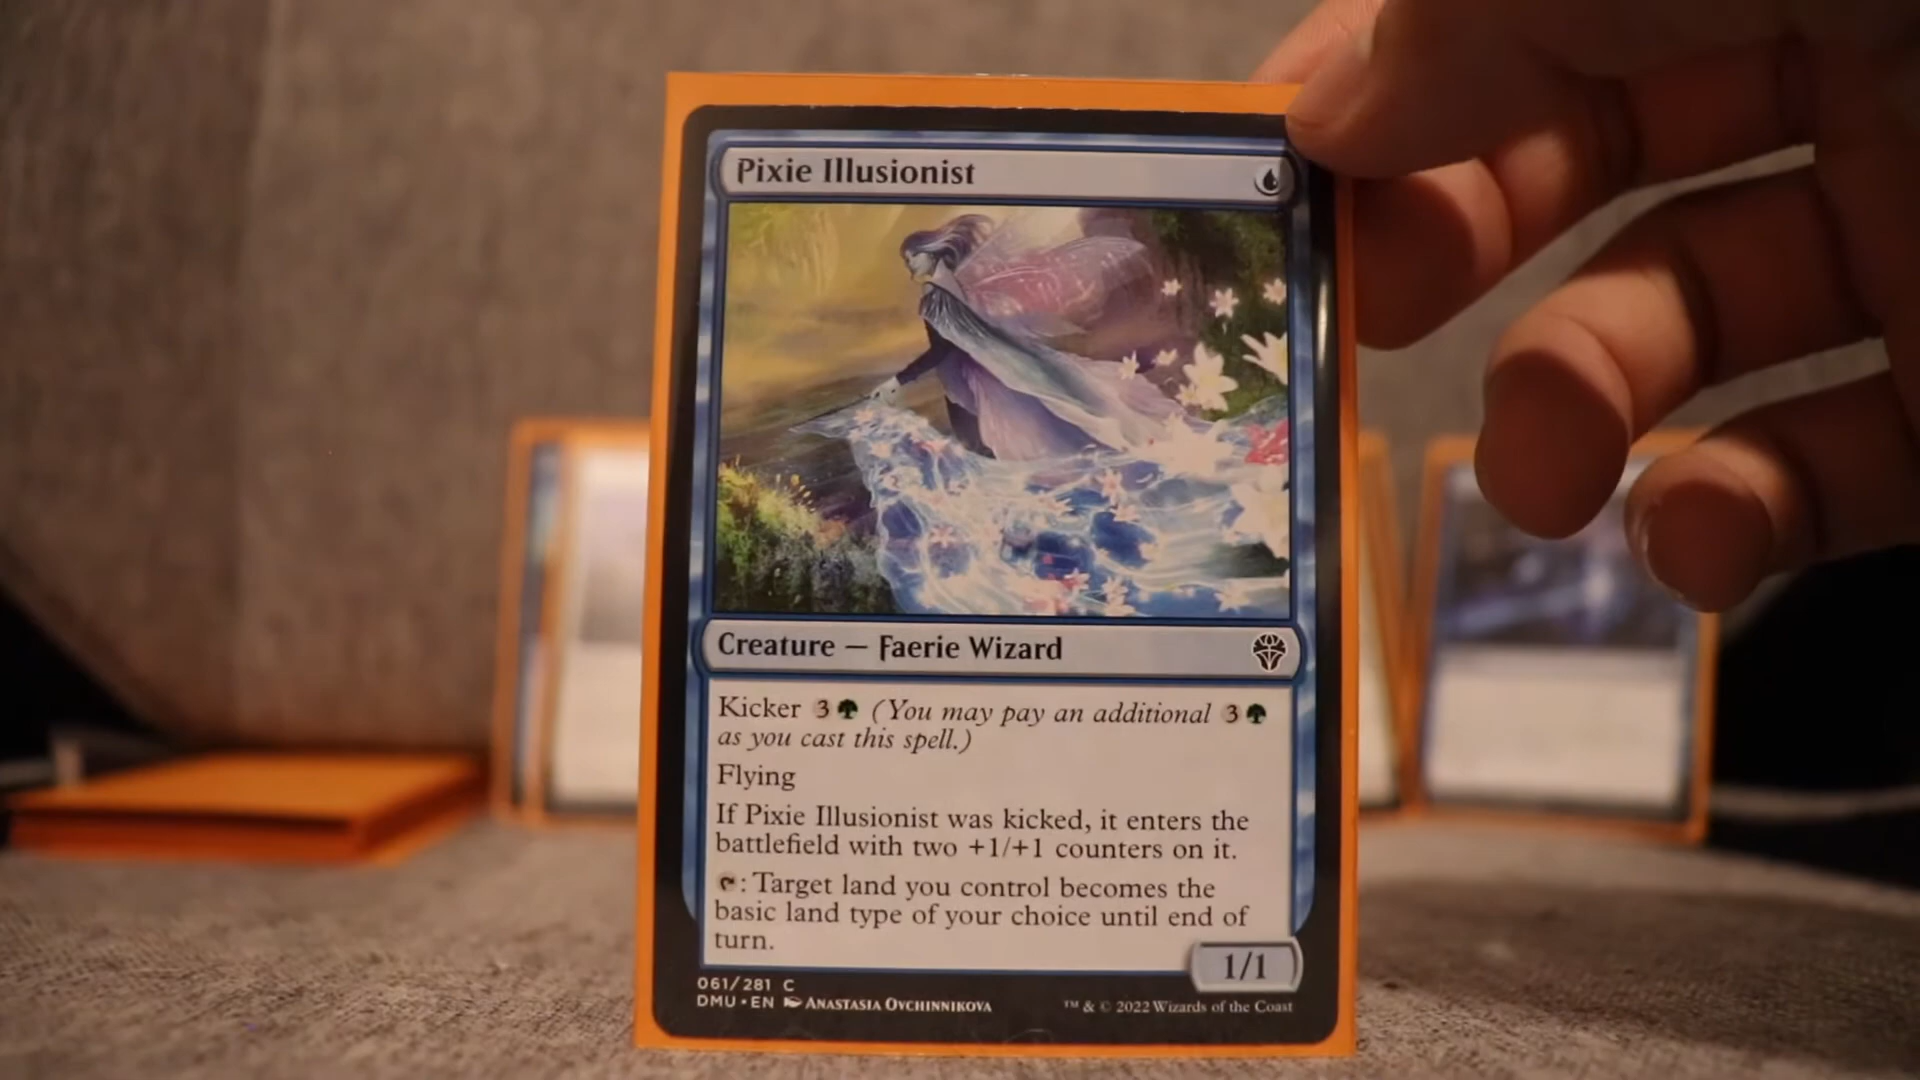 Pixie Illusionist
Creature — Faerie Wizard
Kicker 3 (You may pay an additional 3
as you cast this spell.)
Flying
If Pixie Illusionist was kicked, it enters the
battlefield with two +1/+1 counters on it.
: Target land you control becomes the
basic land type of your choice until end of
turn.
1/1
061/281 C
DMU • EN ANASTASIA OVCHINNIKOVA
™ & © 2022 Wizards of the Coast